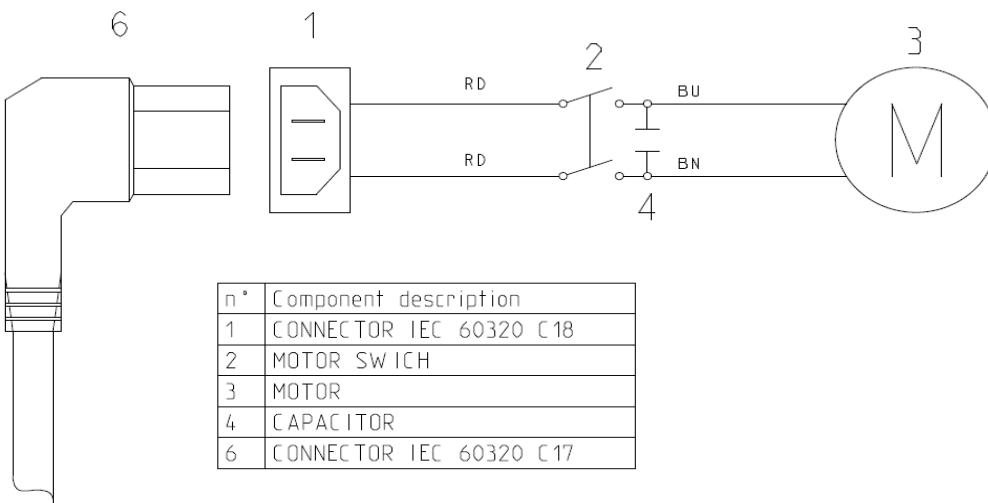 6
1
2
3
RD
BU
M
RD
BN
4
n° Component description
1 CONNECTOR IEC 60320 C18
2 MOTOR SWICH
3 MOTOR
4 CAPACITOR
6 CONNECTOR IEC 60320 C17